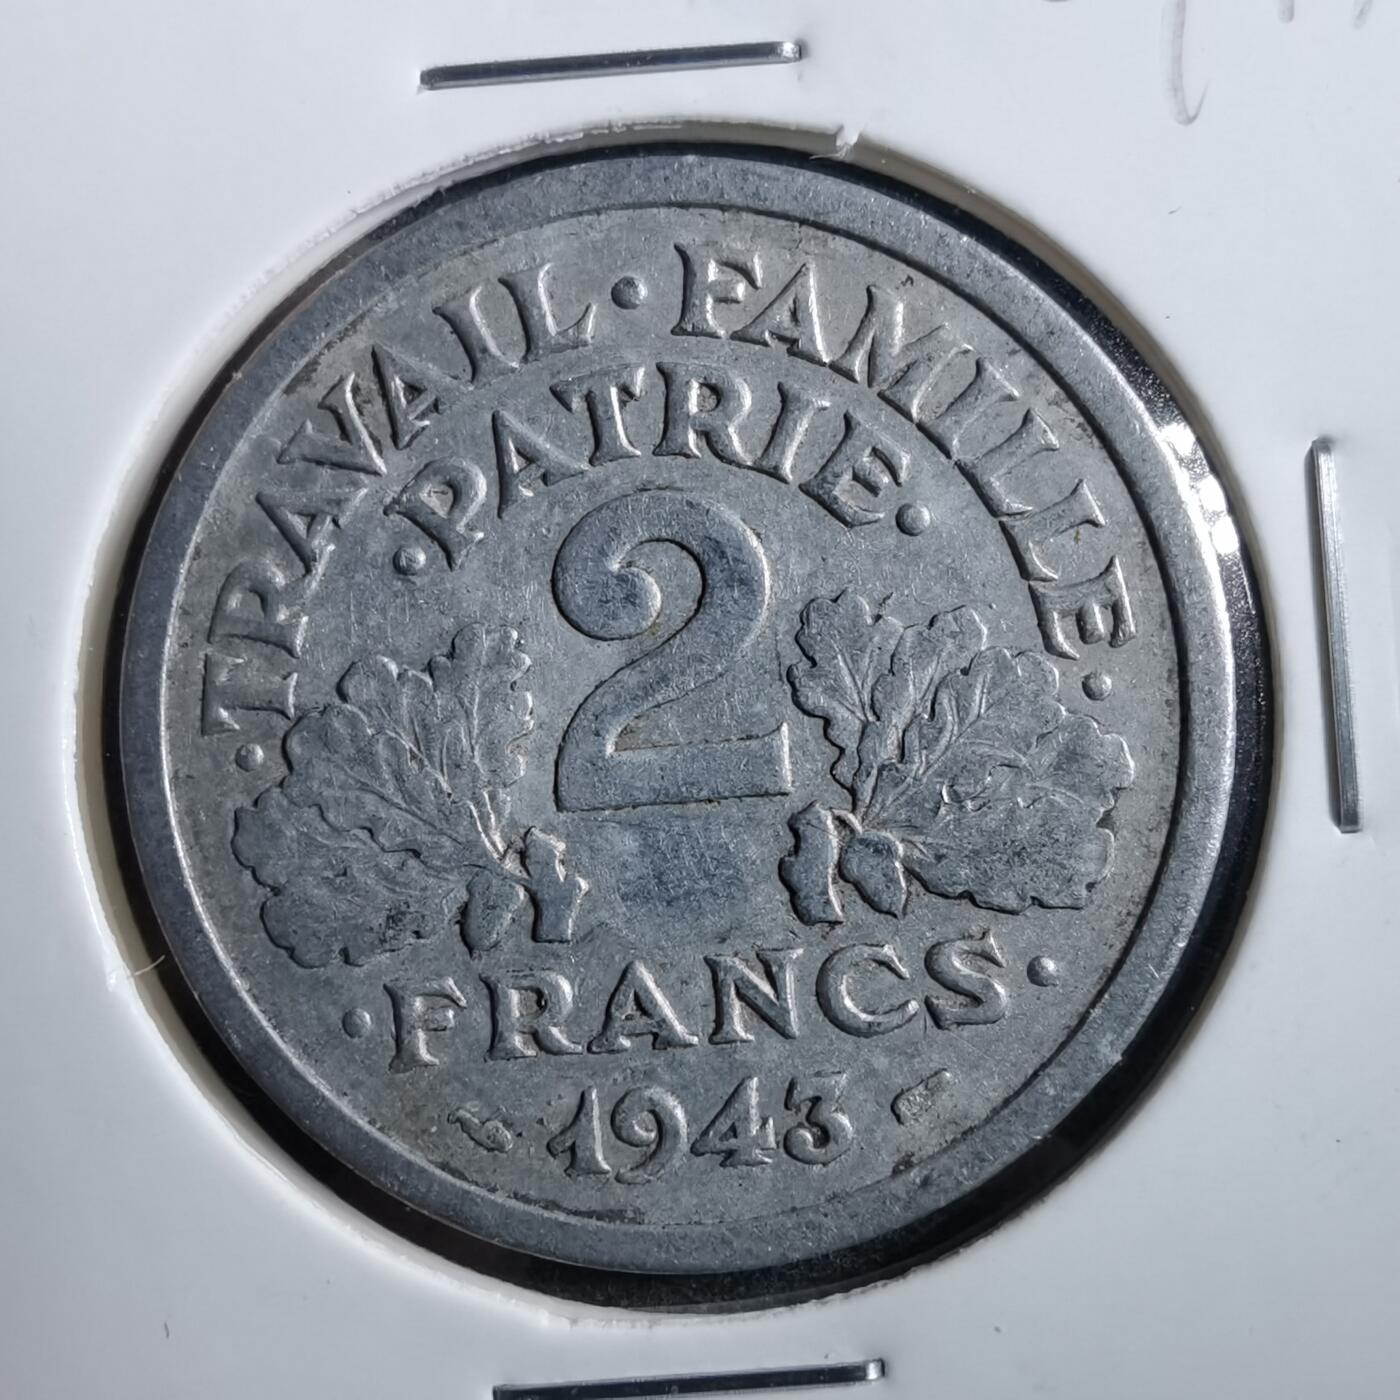 ·TRAVAIL·FAMILLE·
·PATRIE·
2
·FRANCS·
1943